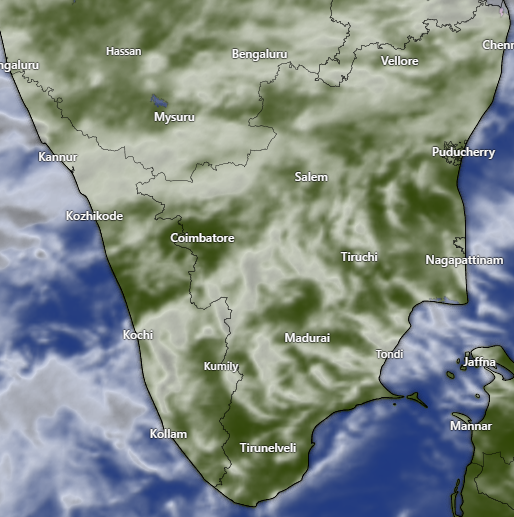 Hassan
Bengaluru
Vellore
Chenn
ngaluru
Mysuru
Kannur
Puducherry
Salem
Kozhikode
Coimbatore
Tiruchi
Nagapattinam
Kochi
Madurai
Tondi
Kumily
Jaffna
Mannar
Kollam
Tirunelveli